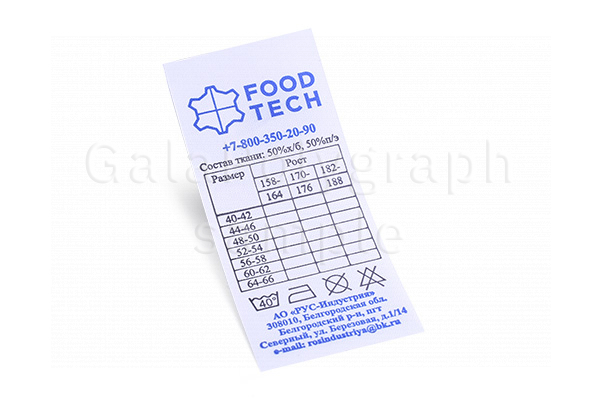 FOOD
TECH
+7-800-350-20-90
Состав ткани: 50%х/б, 50%п/э
Размер Рост
158-164 170-176 182-188
40-42
44-46
48-50
52-54
56-58
60-62
64-66
40°
АО «РУС-Индустрия»
308010, Белгородская обл.
Белгородский р-н, пгт
Северный, ул. Березовая, д.1/14
e-mail: rosindustriya@bk.ru
sample